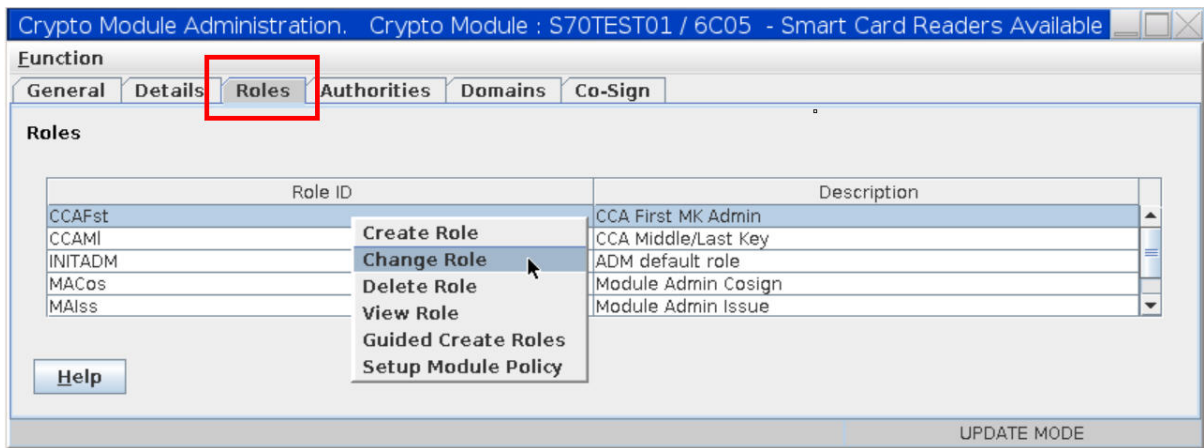 Crypto Module Administration. Crypto Module : S70TEST01 / 6C05 - Smart Card Readers Available
Function
General Details Roles Authorities Domains Co-Sign
Roles
Role ID Description
CCAFst CCA First MK Admin
CCAMl CCA Middle/Last Key
INITADM ADM default role
MACos Module Admin Cosign
MAIss Module Admin Issue
Create Role
Change Role
Delete Role
View Role
Guided Create Roles
Setup Module Policy
Help
UPDATE MODE